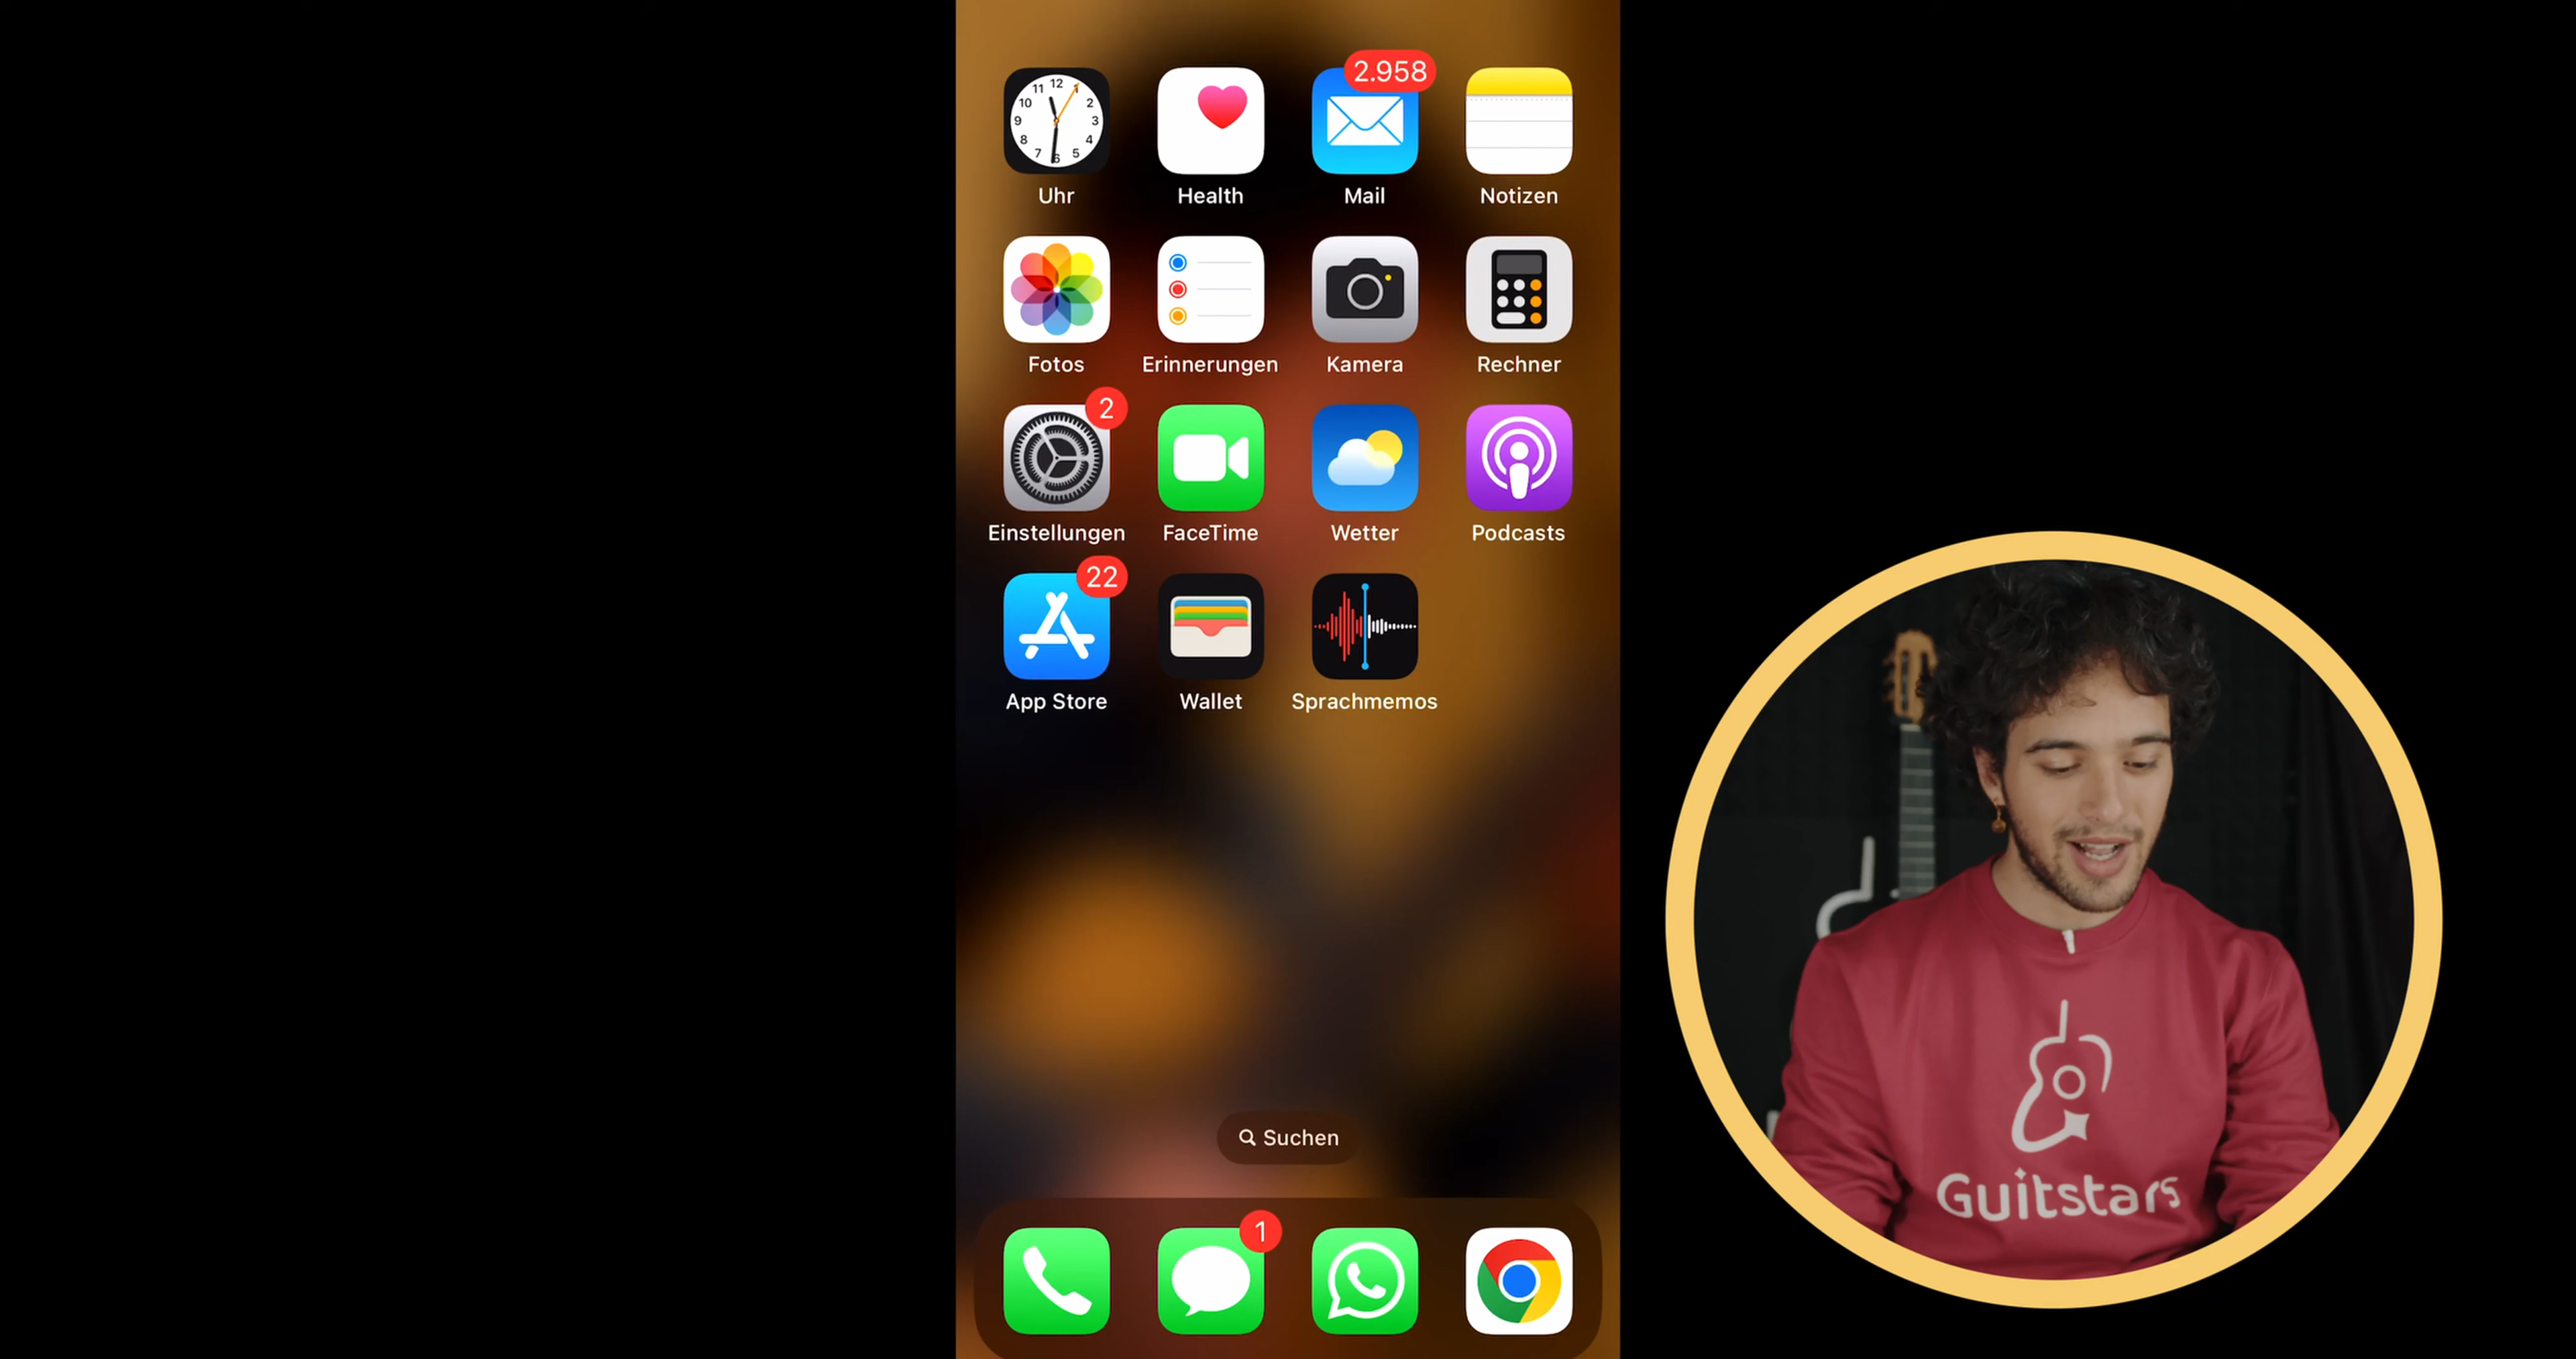 2.958
Uhr Health Mail Notizen
Fotos Erinnerungen Kamera Rechner
2
Einstellungen FaceTime Wetter Podcasts
22
App Store Wallet Sprachmemos
Suchen
1
Guitstars